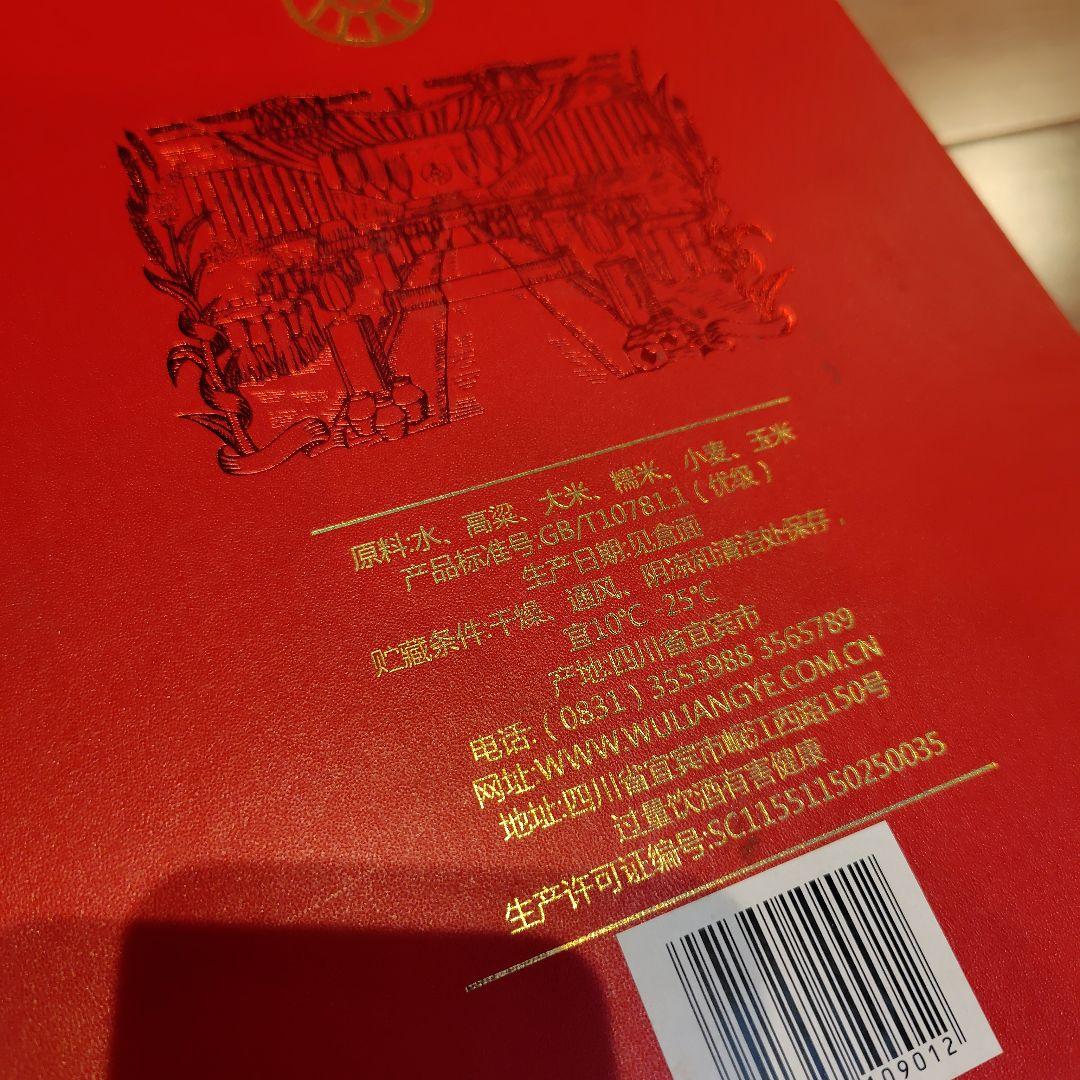 原料:水、高粱、大米、糯米、小麦、玉米
产品标准号:GB/T10781.1（优级）
生产日期:见盒面
贮藏条件:干燥、通风、阴凉和清洁处保存，
宜10℃ -25℃
产地:四川省宜宾市
电话:（0831）3553988 3565789
网址:WWW.WULIANGYE.COM.CN
地址:四川省宜宾市岷江西路150号
过量饮酒有害健康
生产许可证编号:SC11551150250035
109012